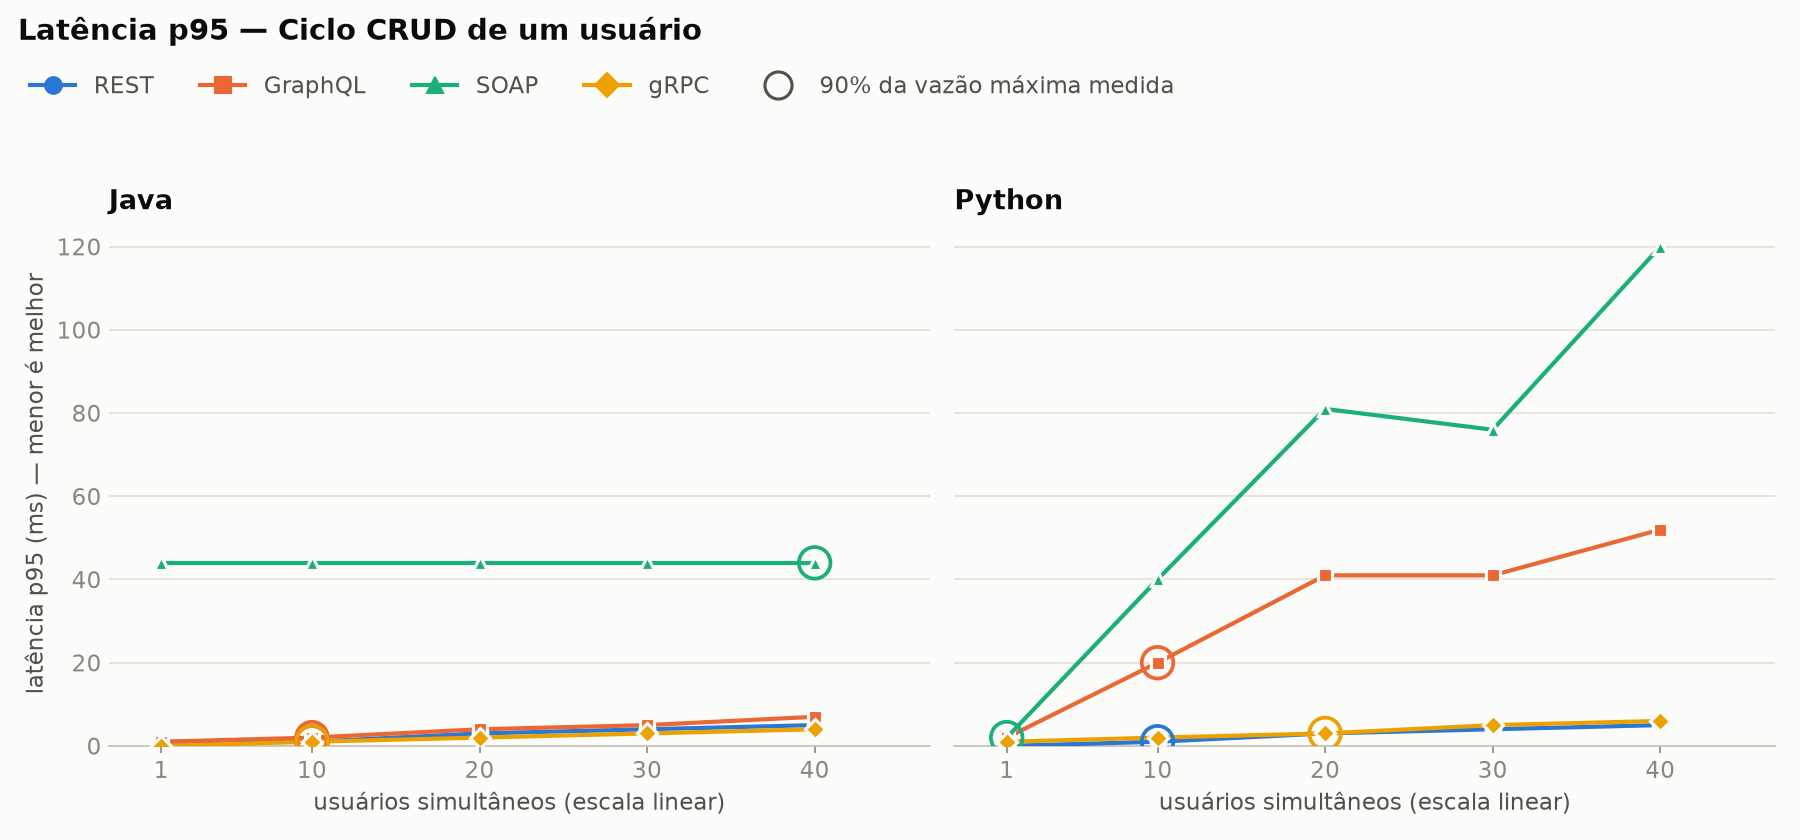 Latência p95 — Ciclo CRUD de um usuário
REST GraphQL SOAP gRPC 90% da vazão máxima medida
Java Python
latência p95 (ms) — menor é melhor
120
100
80
60
40
20
0
1 10 20 30 40 1 10 20 30 40
usuários simultâneos (escala linear) usuários simultâneos (escala linear)